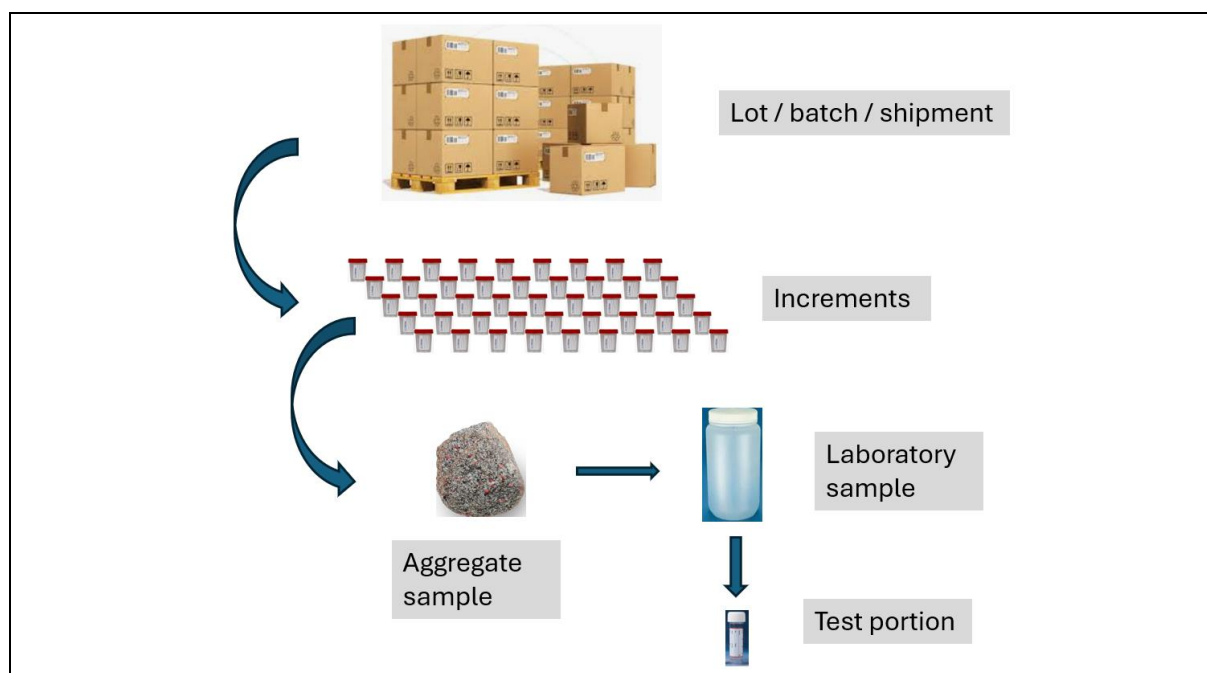 Lot / batch / shipment
Increments
Aggregate
sample
Laboratory
sample
Test portion